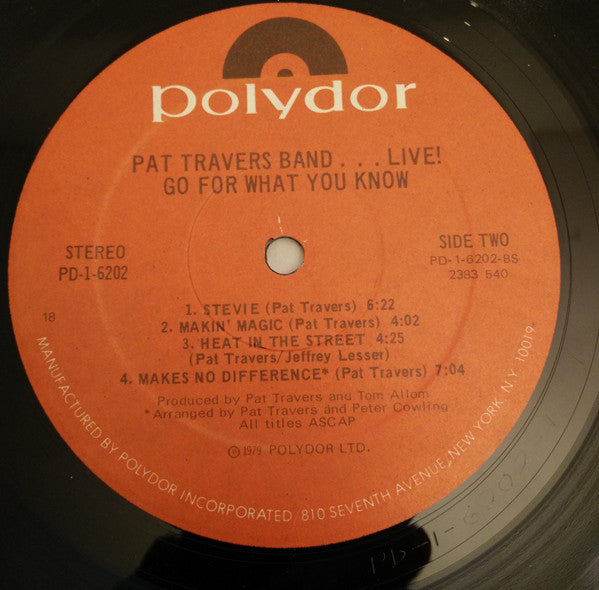 polydor
PAT TRAVERS BAND . . . LIVE!
GO FOR WHAT YOU KNOW
STEREO
PD-1-6202
SIDE TWO
PD-1-6202-BS
2383 540
18
1. STEVIE (Pat Travers) 6:22
2. MAKIN' MAGIC (Pat Travers) 4:02
3. HEAT IN THE STREET 4:25
(Pat Travers/Jeffrey Lesser)
4. MAKES NO DIFFERENCE* (Pat Travers) 7:04
Produced by Pat Travers and Tom Allom
*Arranged by Pat Travers and Peter Cowling
All titles ASCAP
Ⓟ1979 POLYDOR LTD.
MANUFACTURED BY POLYDOR INCORPORATED, 810 SEVENTH AVENUE, NEW YORK, N.Y. 10019.